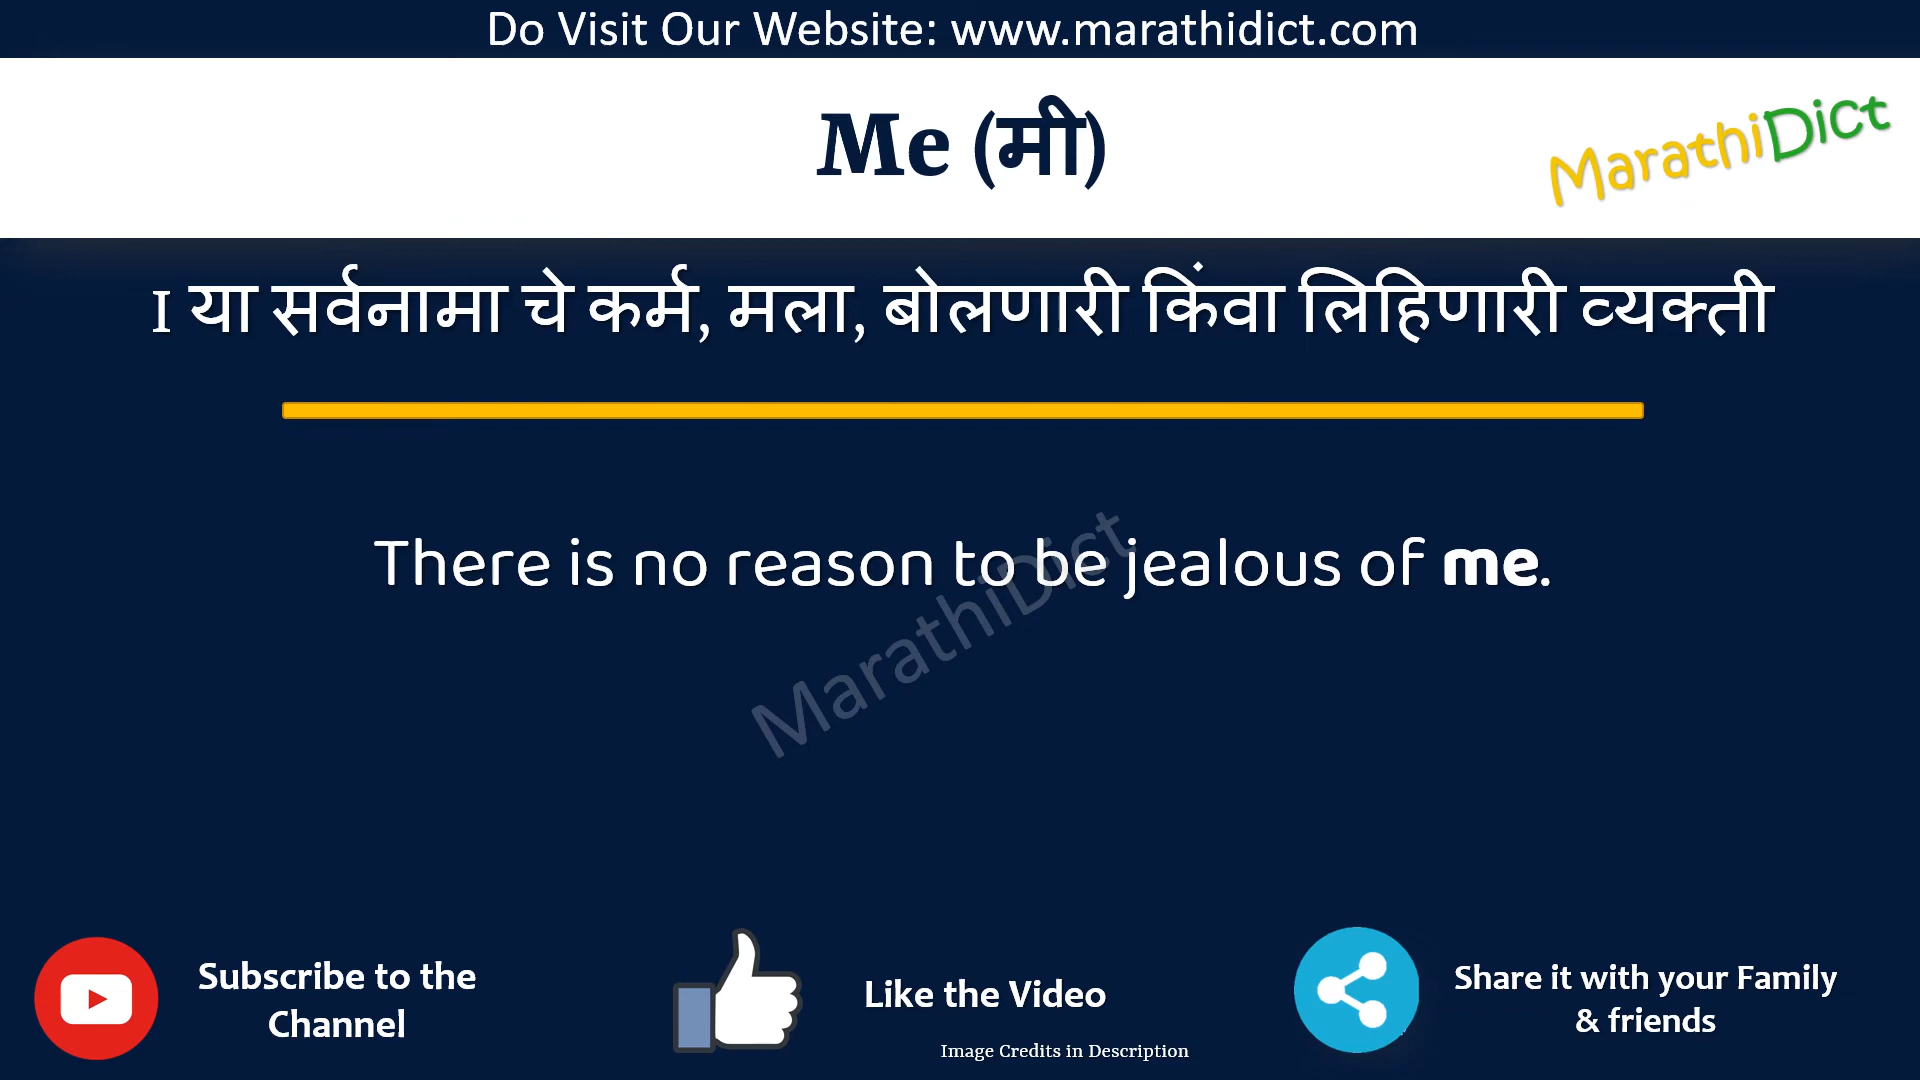 Do Visit Our Website: www.marathidict.com
Me (मी)
MarathiDict
I या सर्वनामा चे कर्म, मला, बोलणारी किंवा लिहिणारी व्यक्ती
There is no reason to be jealous of me.
MarathiDict
Subscribe to the
Channel
Like the Video
Share it with your Family
& friends
Image Credits in Description